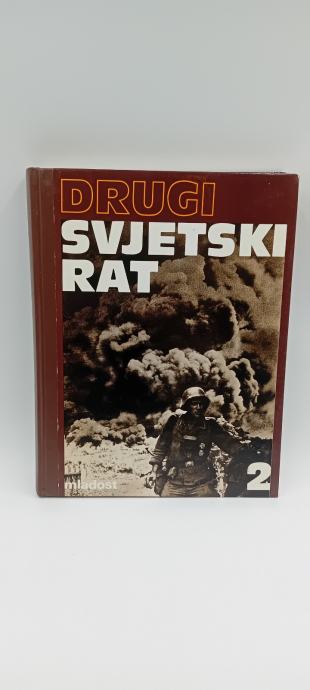 DRUGI
SVJETSKI
RAT
2
mladost